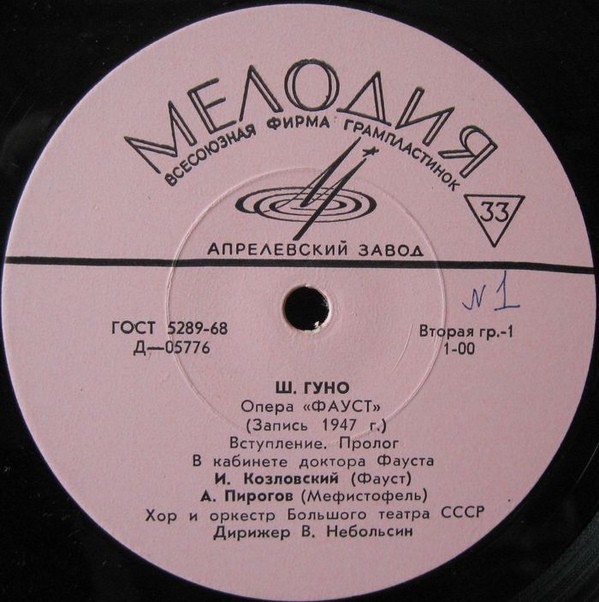 МЕЛОДИЯ
ВСЕСОЮЗНАЯ ФИРМА ГРАМПЛАСТИНОК
33
АПРЕЛЕВСКИЙ ЗАВОД
N 1
ГОСТ 5289-68
Д—05776
Вторая гр.-1
1-00
Ш. ГУНО
Опера «ФАУСТ»
(Запись 1947 г.)
Вступление. Пролог
В кабинете доктора Фауста
И. Козловский (Фауст)
А. Пирогов (Мефистофель)
Хор и оркестр Большого театра СССР
Дирижер В. Небольсин